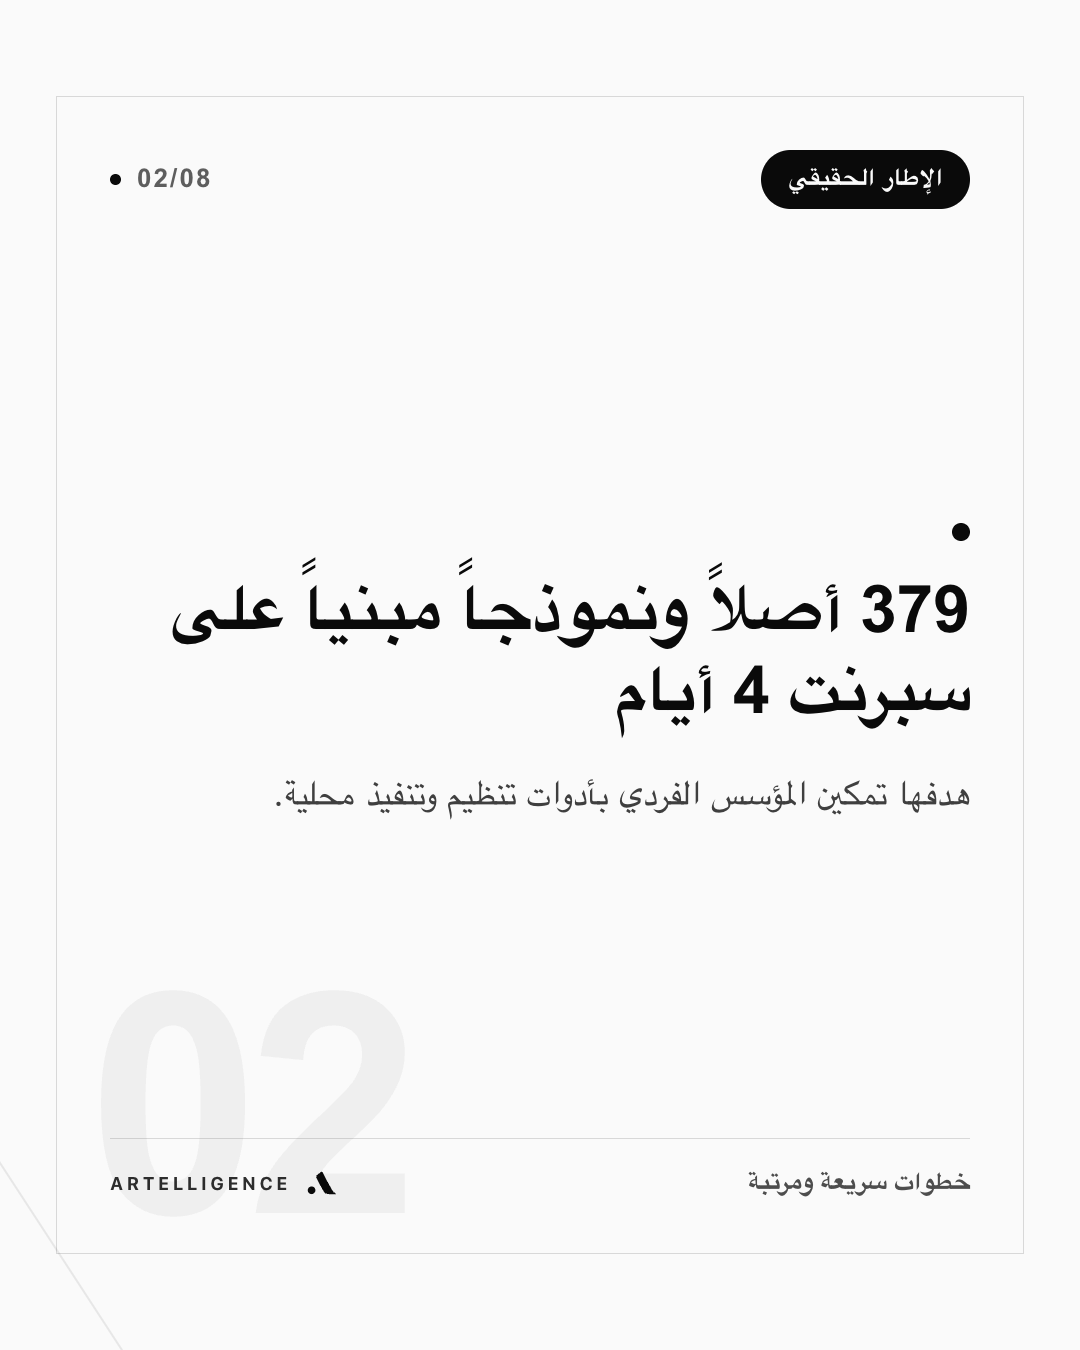 الإطار الحقيقي
02/08
379 أصلاً ونموذجاً مبنياً على
سبرنت 4 أيام
هدفها تمكين المؤسس الفردي بأدوات تنظيم وتنفيذ محلية.
02
خطوات سريعة ومرتبة
ARTELLIGENCE